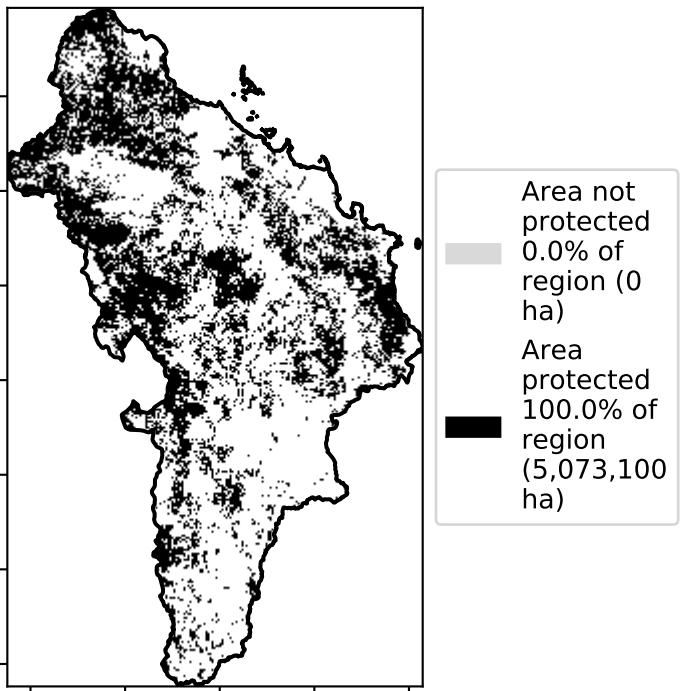 Area not
protected
0.0% of
region (0
ha)
Area
protected
100.0% of
region
(5,073,100
ha)